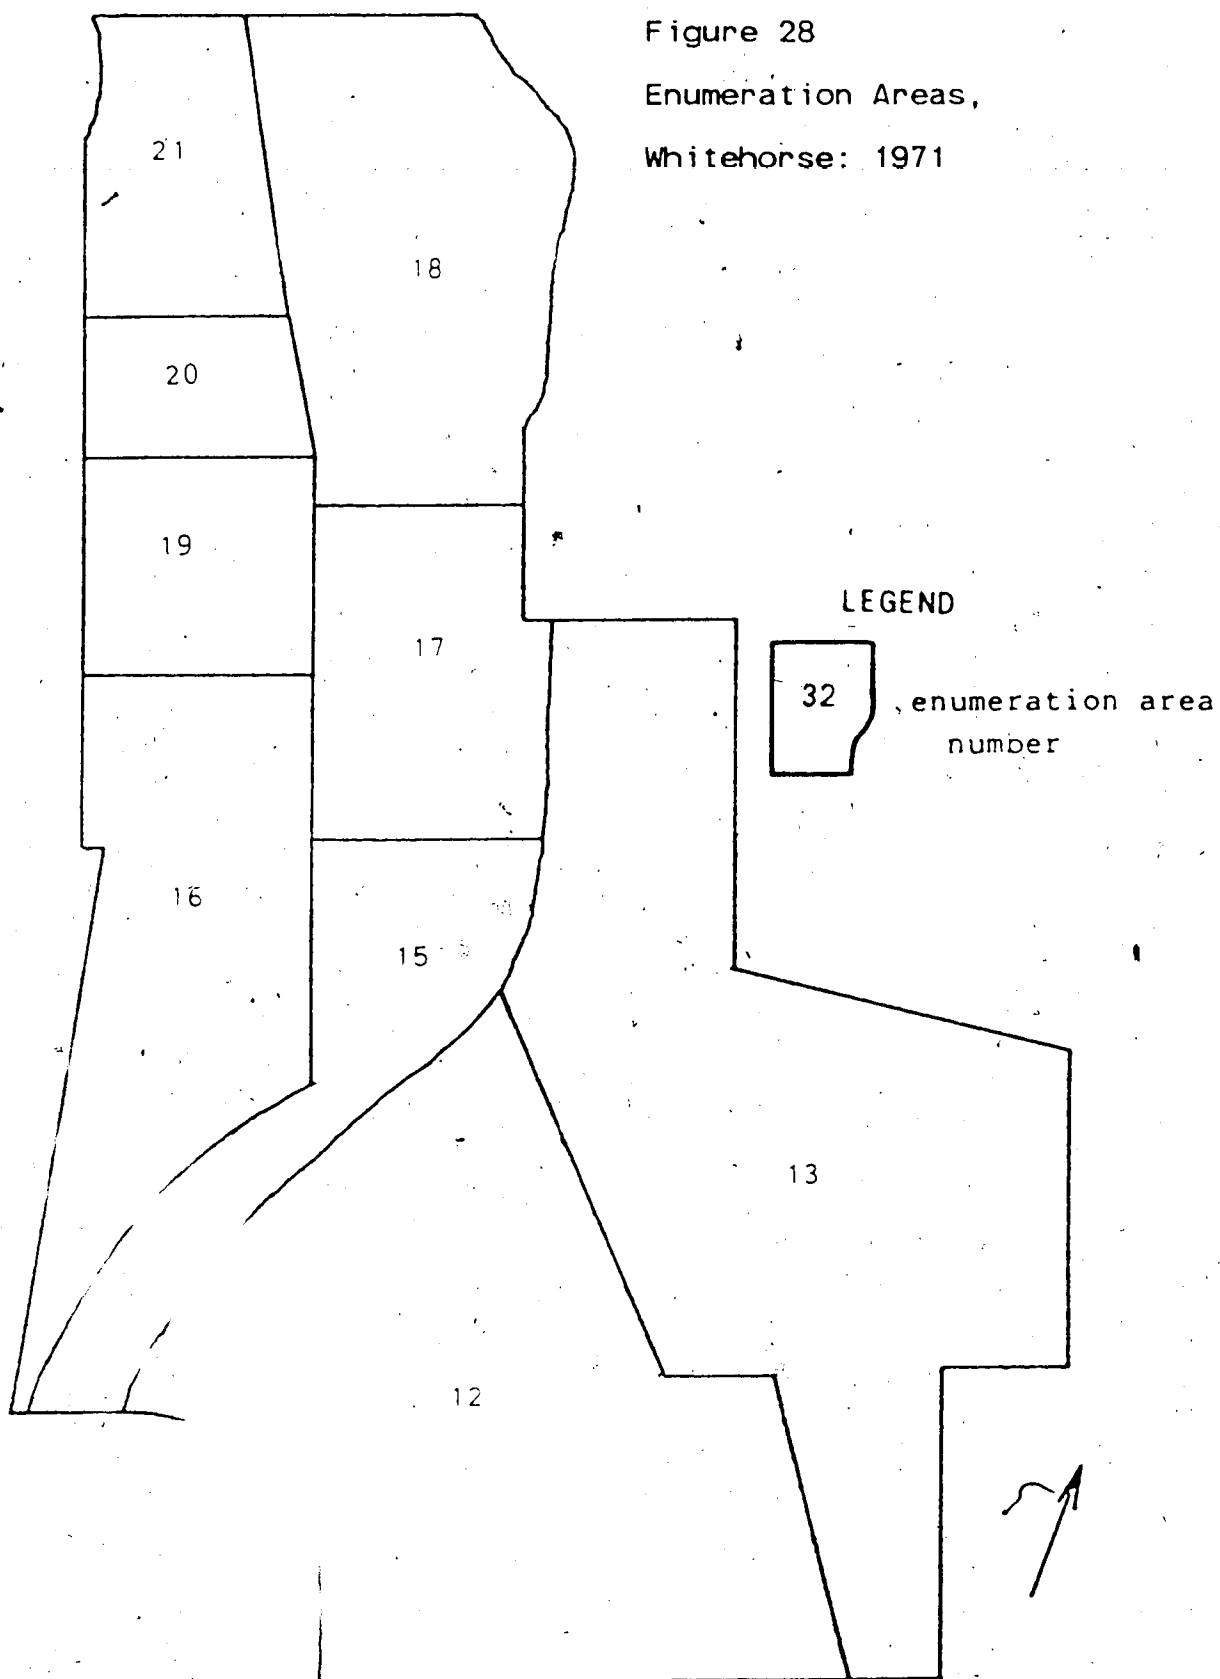 Figure 28
Enumeration Areas,
Whitehorse: 1971
21
18
20
19
17
LEGEND
32
enumeration area
number
16
15
13
12